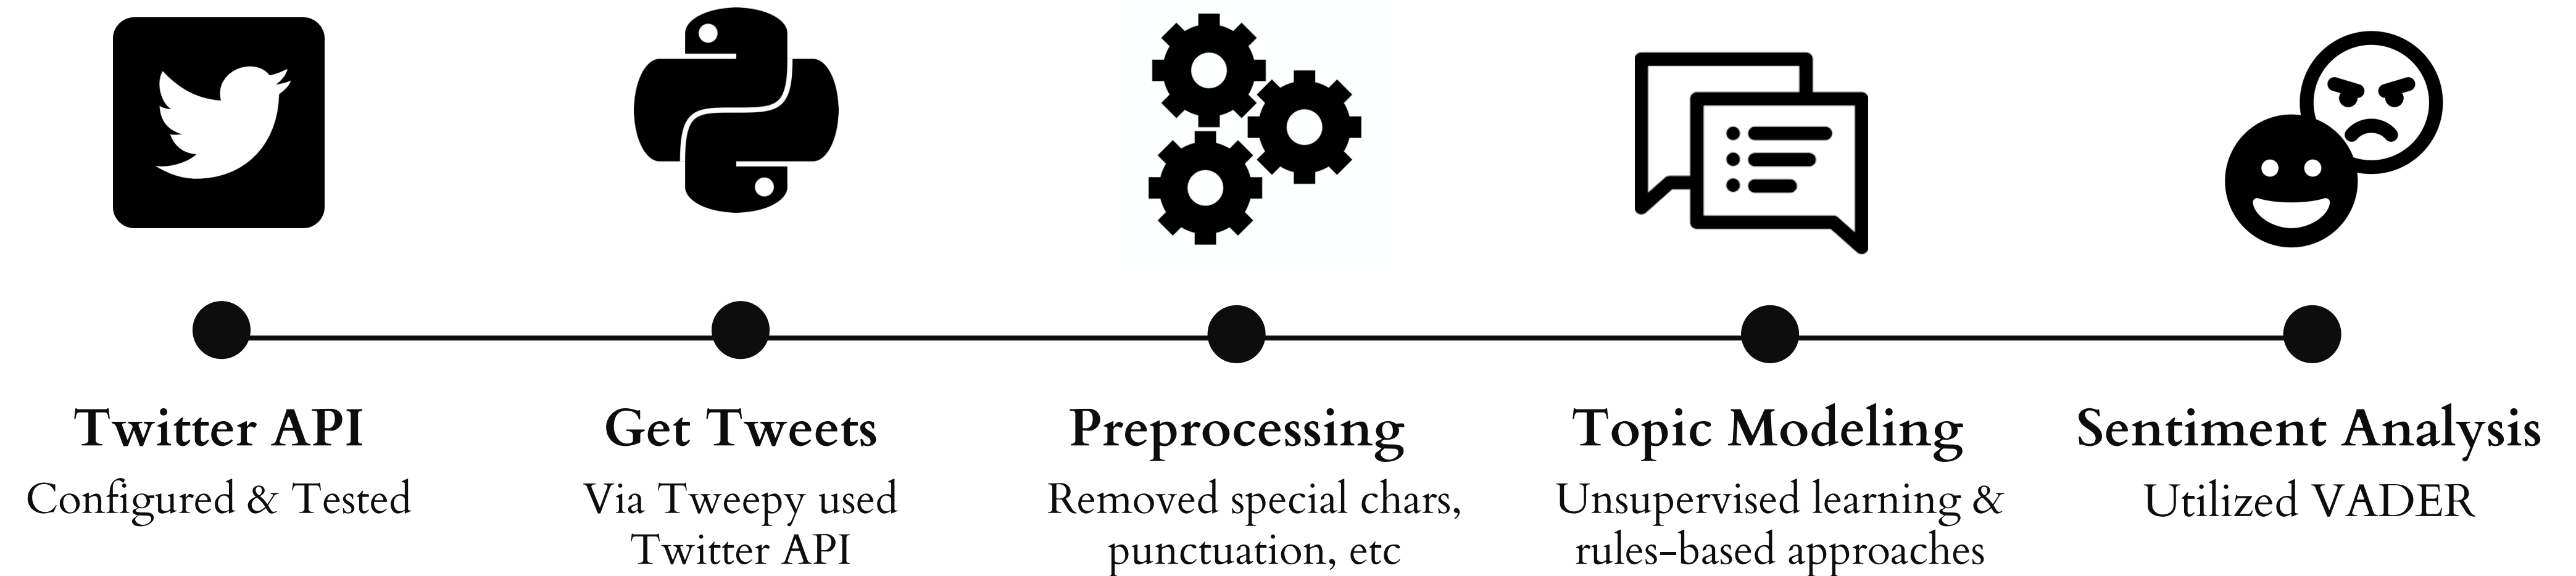 Twitter API
Configured & Tested
Get Tweets
Via Tweepy used
Twitter API
Preprocessing
Removed special chars,
punctuation, etc
Topic Modeling
Unsupervised learning &
rules-based approaches
Sentiment Analysis
Utilized VADER